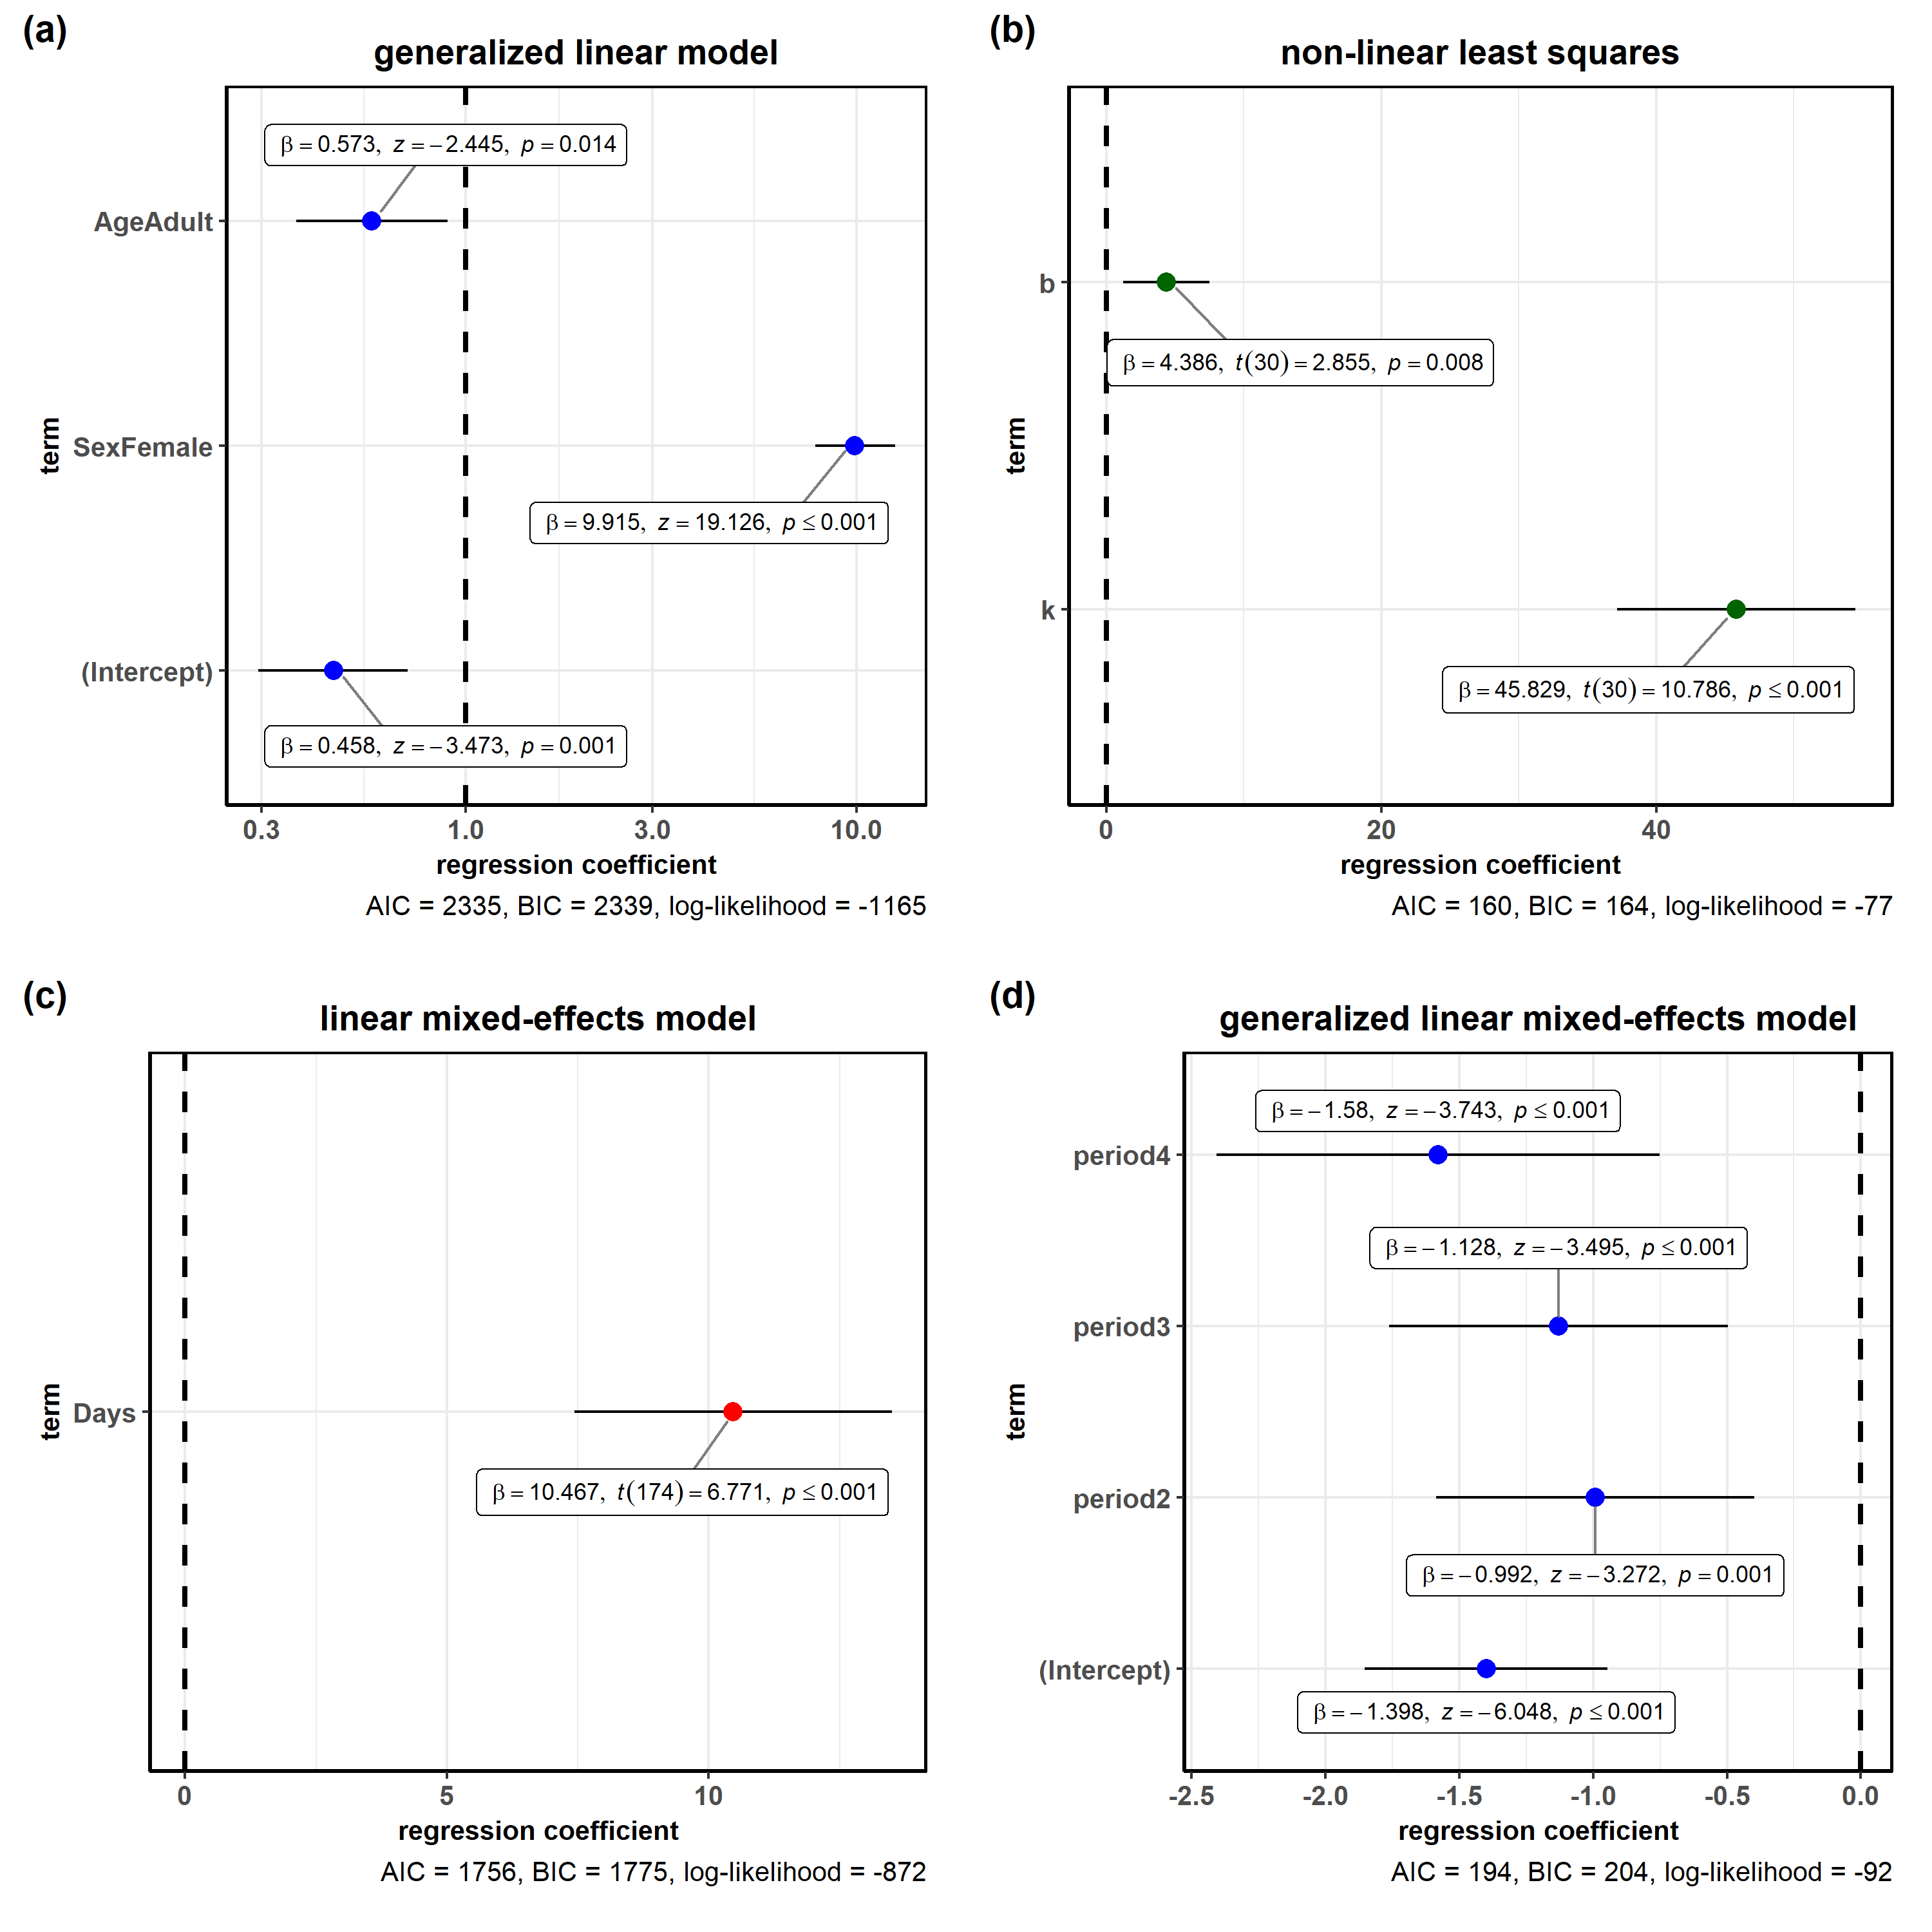 (a)
generalized linear model
β = 0.573, z = −2.445, p = 0.014
AgeAdult
term
SexFemale
β = 9.915, z = 19.126, p ≤ 0.001
(Intercept)
β = 0.458, z = −3.473, p = 0.001
0.3 1.0 3.0 10.0
regression coefficient
AIC = 2335, BIC = 2339, log-likelihood = -1165
(b)
non-linear least squares
b
β = 4.386, t(30) = 2.855, p = 0.008
term
k
β = 45.829, t(30) = 10.786, p ≤ 0.001
0 20 40
regression coefficient
AIC = 160, BIC = 164, log-likelihood = -77
(c)
linear mixed-effects model
term
Days
β = 10.467, t(174) = 6.771, p ≤ 0.001
0 5 10
regression coefficient
AIC = 1756, BIC = 1775, log-likelihood = -872
(d)
generalized linear mixed-effects model
β = −1.58, z = −3.743, p ≤ 0.001
period4
β = −1.128, z = −3.495, p ≤ 0.001
period3
term
period2
β = −0.992, z = −3.272, p = 0.001
(Intercept)
β = −1.398, z = −6.048, p ≤ 0.001
-2.5 -2.0 -1.5 -1.0 -0.5 0.0
regression coefficient
AIC = 194, BIC = 204, log-likelihood = -92